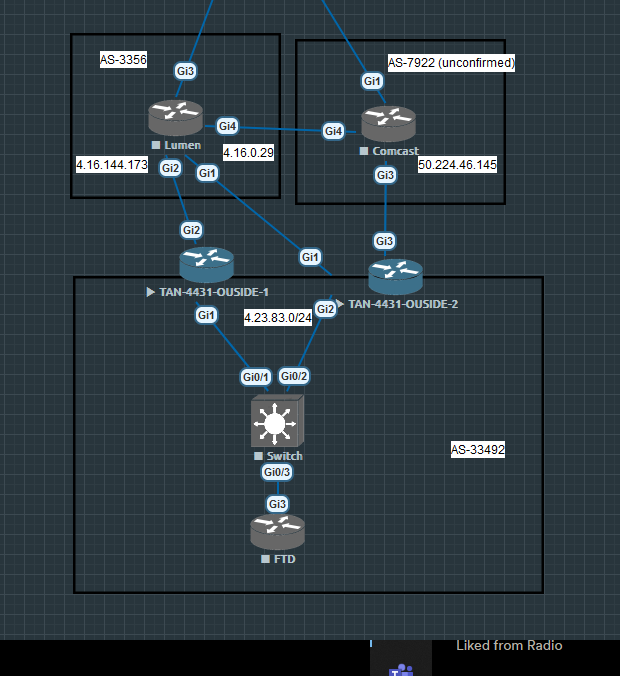 AS-3356
AS-7922 (unconfirmed)
Gi3
Gi1
Gi4
Gi4
Lumen
Comcast
4.16.0.29
4.16.144.173
50.224.46.145
Gi2
Gi1
Gi3
Gi2
Gi3
Gi1
TAN-4431-OUSIDE-1
TAN-4431-OUSIDE-2
Gi1
4.23.83.0/24
Gi2
Gi0/1
Gi0/2
AS-33492
Switch
Gi0/3
Gi3
FTD
Liked from Radio
T